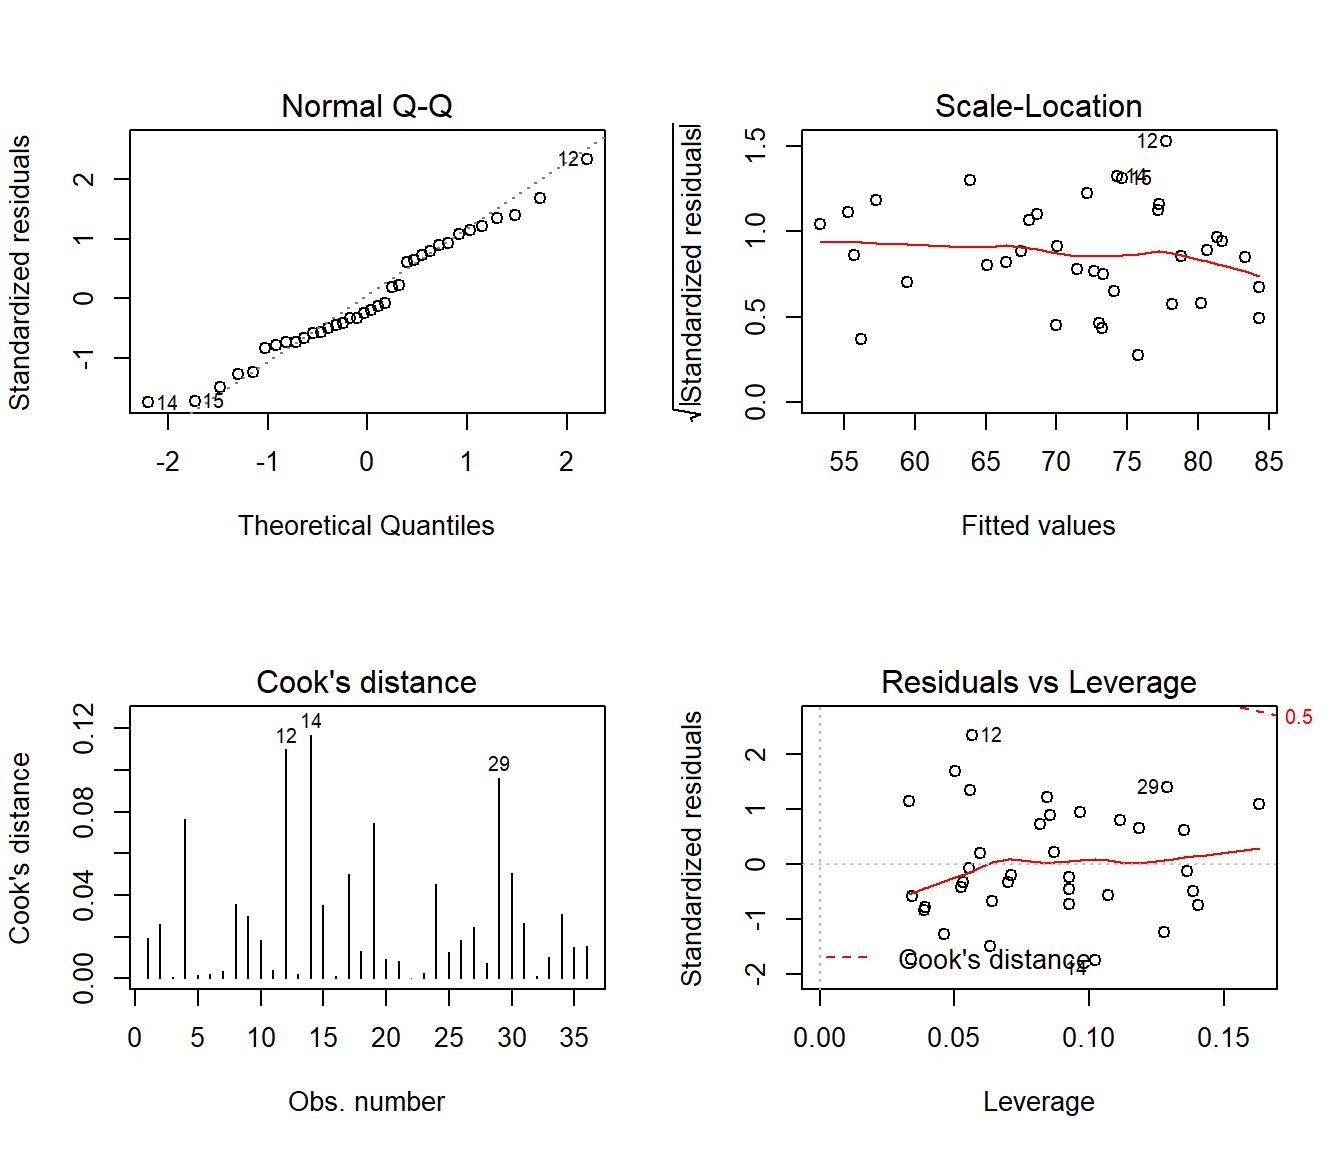 Normal Q-Q
Standardized residuals
2
1
0
-1
12
14
15
-2 -1 0 1 2
Theoretical Quantiles
Scale-Location
√|Standardized residuals|
1.5
1.0
0.5
0.0
12
14
15
55 60 65 70 75 80 85
Fitted values
Cook's distance
Cook's distance
0.12
0.08
0.04
0.00
12
14
29
0 5 10 15 20 25 30 35
Obs. number
Residuals vs Leverage
Standardized residuals
2
1
0
-1
-2
0.5
12
29
Cook's distance
14
0.00 0.05 0.10 0.15
Leverage